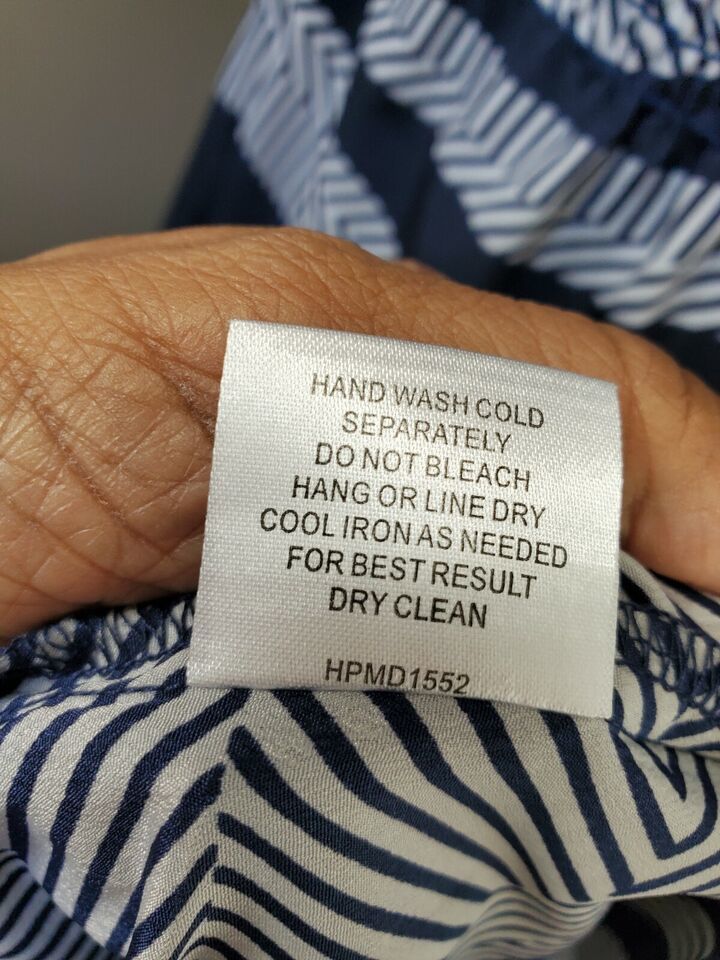 HAND WASH COLD
SEPARATELY
DO NOT BLEACH
HANG OR LINE DRY
COOL IRON AS NEEDED
FOR BEST RESULT
DRY CLEAN
HPMD1552